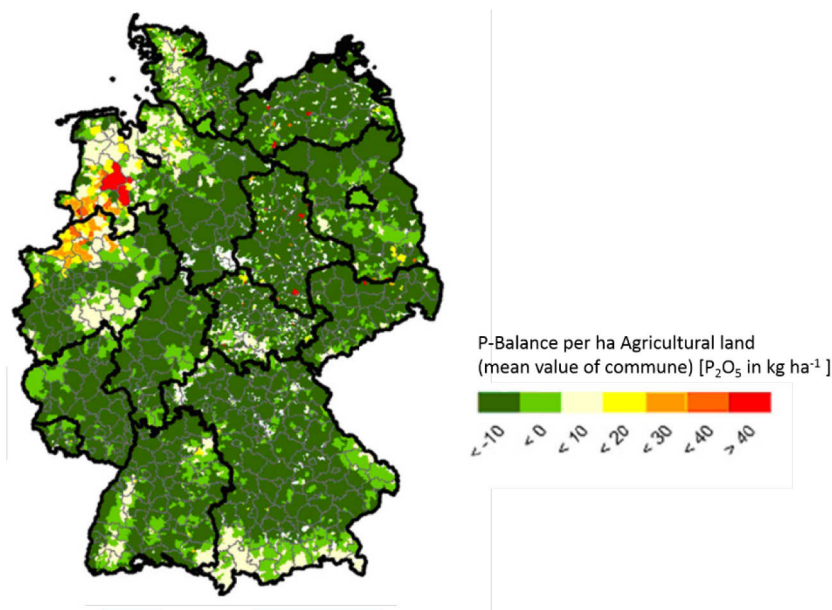 P-Balance per ha Agricultural land
(mean value of commune) [P₂O₅ in kg ha⁻¹ ]
< -10 < 0 < 10 < 20 < 30 < 40 > 40